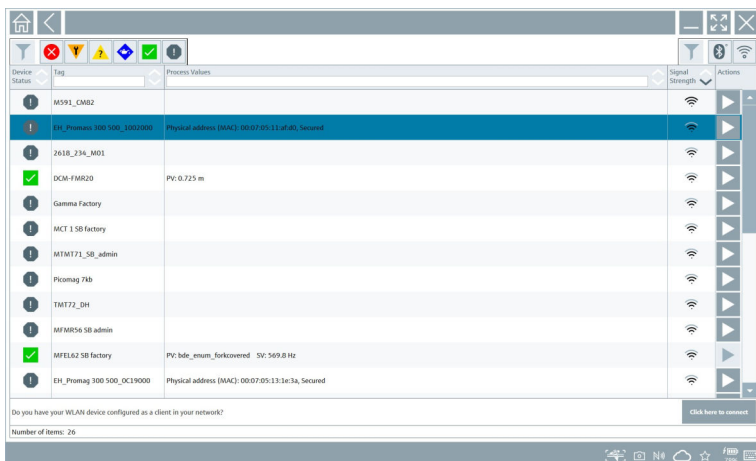 Device Status
Tag
Process Values
Signal Strength
Actions
M591_CM82
EH_Promass 300 500_1002000 Physical address (MAC): 00:07:05:11:af:d0, Secured
2618_234_M01
DCM-FMR20 PV: 0.725 m
Gamma Factory
MCT 1 SB factory
MTMT71_SB_admin
Picomag 7kb
TMT72_DH
MFMR56 SB admin
MFEL62 SB factory PV: bde_enum_forkcovered SV: 569.8 Hz
EH_Promag 300 500_0C19000 Physical address (MAC): 00:07:05:13:1e:3a, Secured
Do you have your WLAN device configured as a client in your network? Click here to connect
Number of items: 26